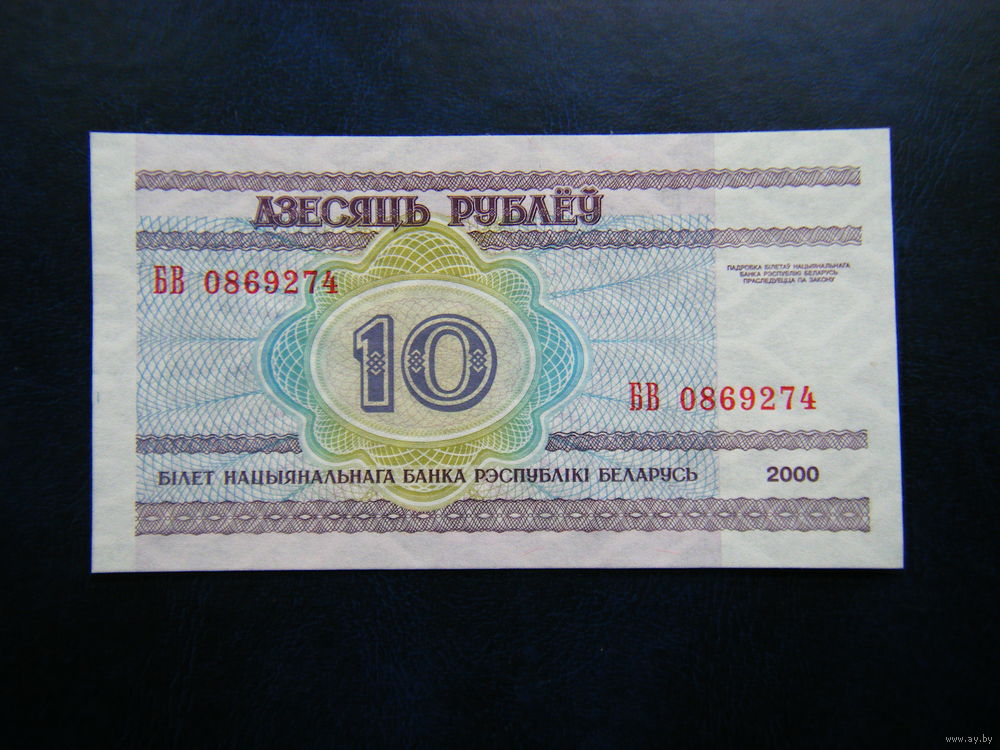 ДЗЕСЯЦЬ РУБЛЁЎ
БВ 0869274
ПАДРОБКА БІЛЕТАЎ НАЦЫЯНАЛЬНАГА
БАНКА РЭСПУБЛІКІ БЕЛАРУСЬ
ПРАСЛЕДУЕЦЦА ПА ЗАКОНУ
10
БВ 0869274
БІЛЕТ НАЦЫЯНАЛЬНАГА БАНКА РЭСПУБЛІКІ БЕЛАРУСЬ 2000
www.ay.by